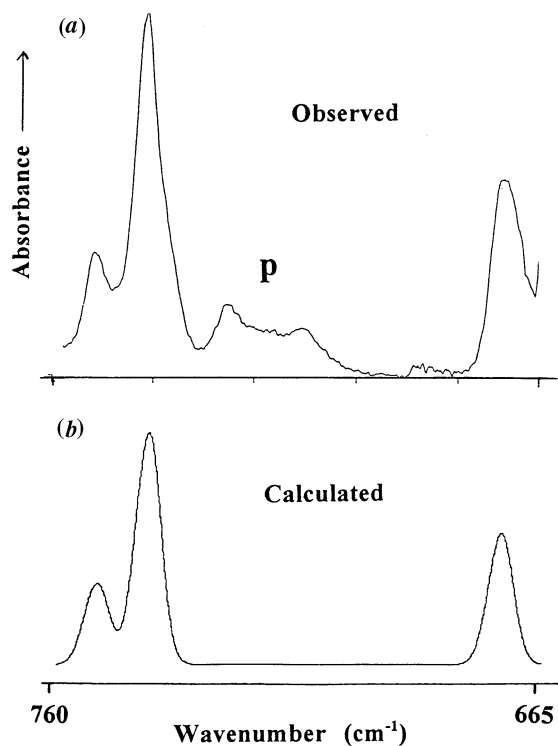 (a)
Observed
Absorbance
p
(b)
Calculated
760
665
Wavenumber (cm-1)